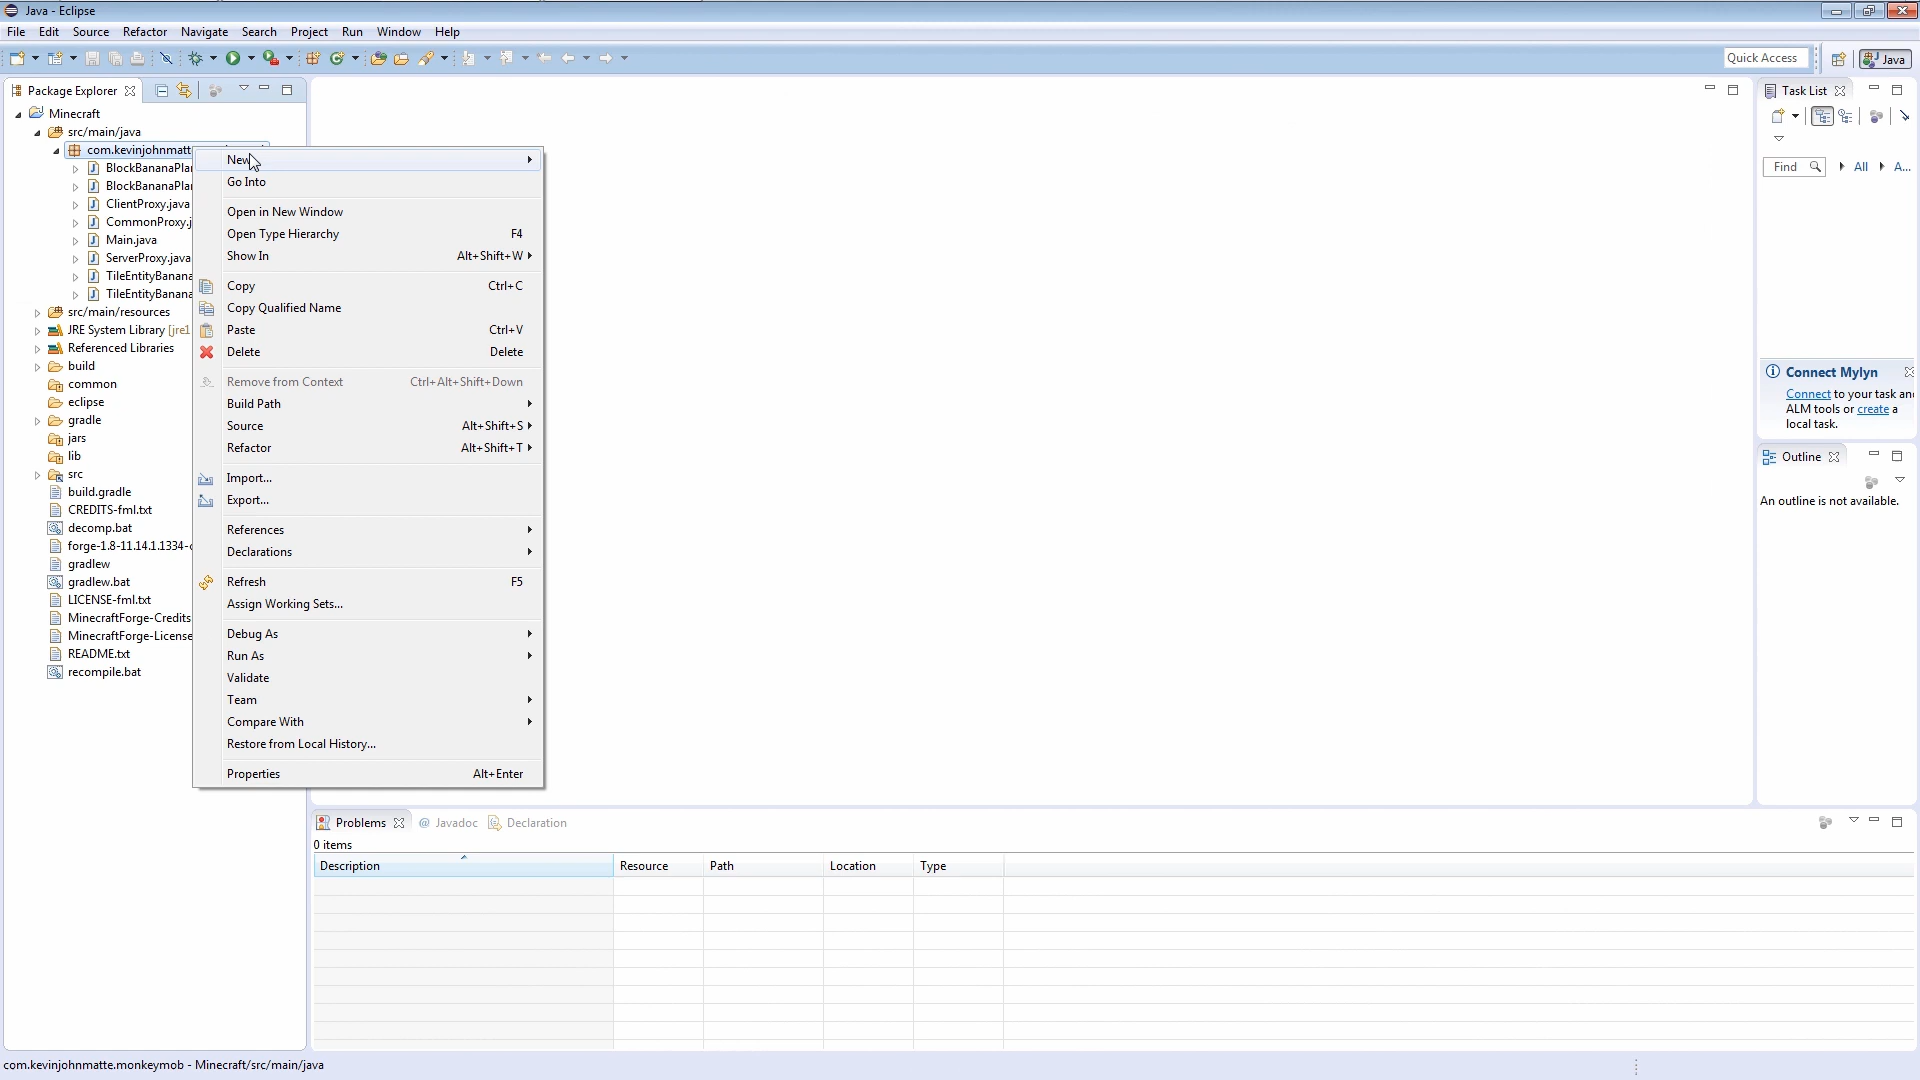 Java - Eclipse
File Edit Source Refactor Navigate Search Project Run Window Help
Quick Access Java
Package Explorer
Minecraft
src/main/java
com.kevinjohnmatte
BlockBananaPlan
BlockBananaPlan
ClientProxy.java
CommonProxy.j
Main.java
ServerProxy.java
TileEntityBanana
TileEntityBanana
src/main/resources
JRE System Library [jre1
Referenced Libraries
build
common
eclipse
gradle
jars
lib
src
build.gradle
CREDITS-fml.txt
decomp.bat
forge-1.8-11.14.1.1334-c
gradlew
gradlew.bat
LICENSE-fml.txt
MinecraftForge-Credits
MinecraftForge-License
README.txt
recompile.bat
New
Go Into
Open in New Window
Open Type Hierarchy F4
Show In Alt+Shift+W
Copy Ctrl+C
Copy Qualified Name
Paste Ctrl+V
Delete Delete
Remove from Context Ctrl+Alt+Shift+Down
Build Path
Source Alt+Shift+S
Refactor Alt+Shift+T
Import...
Export...
References
Declarations
Refresh F5
Assign Working Sets...
Debug As
Run As
Validate
Team
Compare With
Restore from Local History...
Properties Alt+Enter
Task List
Find All A...
Connect Mylyn
Connect to your task and
ALM tools or create a
local task.
Outline
An outline is not available.
Problems @ Javadoc Declaration
0 items
Description Resource Path Location Type
com.kevinjohnmatte.monkeymob - Minecraft/src/main/java